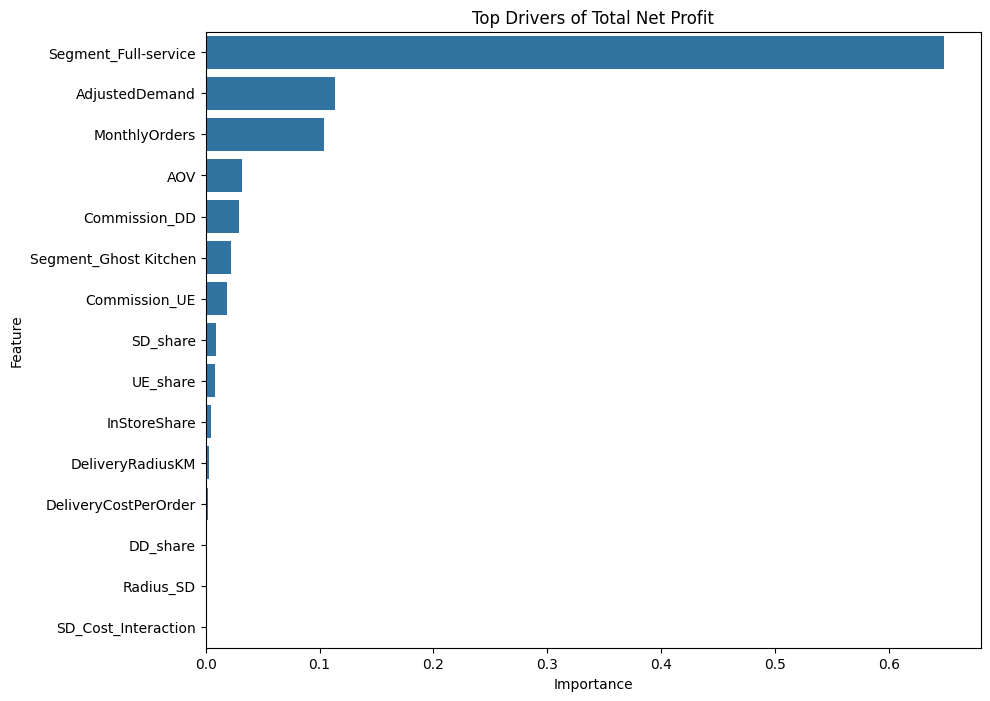 Top Drivers of Total Net Profit
Segment_Full-service
AdjustedDemand
MonthlyOrders
AOV
Commission_DD
Segment_Ghost Kitchen
Commission_UE
SD_share
UE_share
InStoreShare
DeliveryRadiusKM
DeliveryCostPerOrder
DD_share
Radius_SD
SD_Cost_Interaction
Feature
0.0 0.1 0.2 0.3 0.4 0.5 0.6
Importance